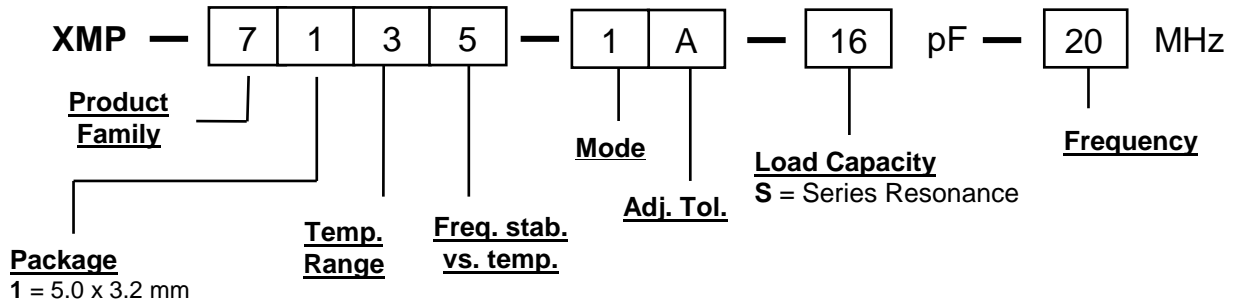 XMP — 7 1 3 5 — 1 A — 16 pF — 20 MHz
Product
Family
Package
1 = 5.0 x 3.2 mm
Temp.
Range
Freq. stab.
vs. temp.
Mode
Adj. Tol.
Load Capacity
S = Series Resonance
Frequency